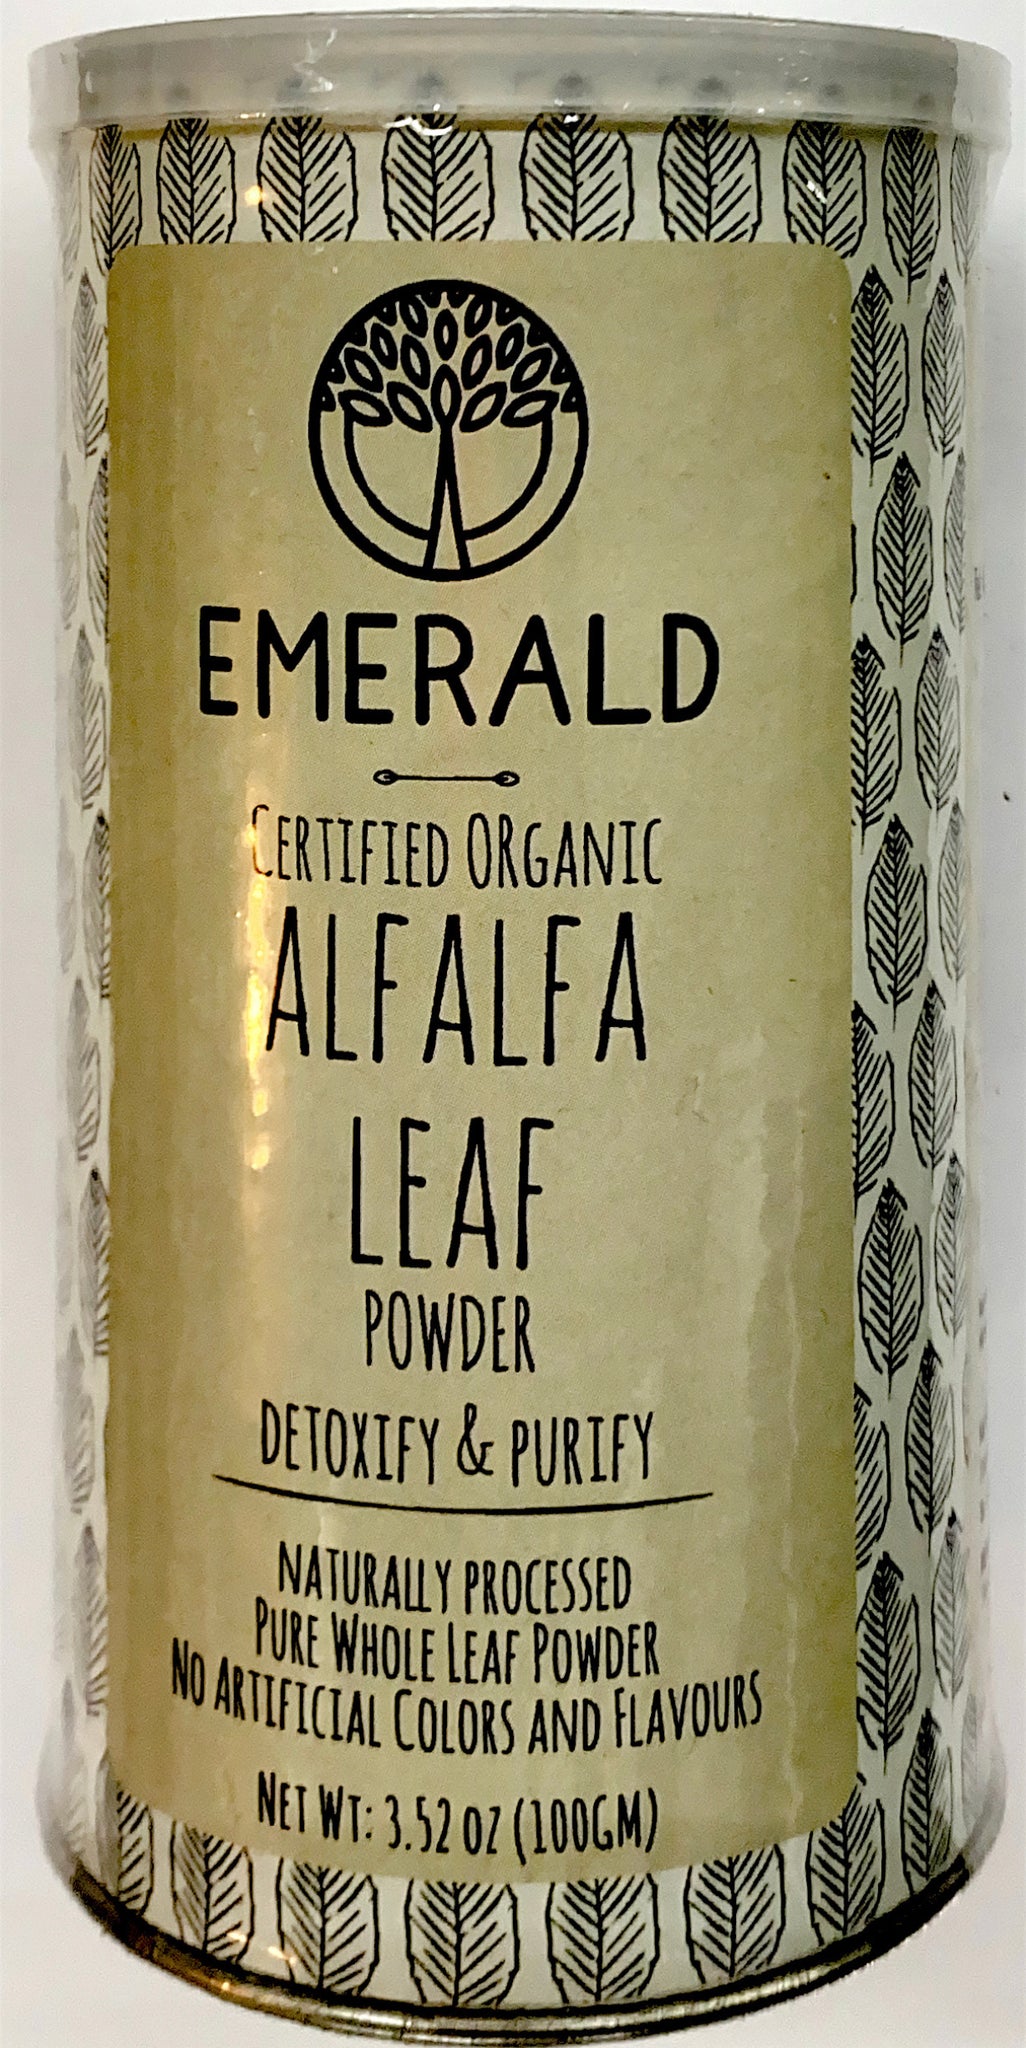 EMERALD
CERTIFIED ORGANIC
ALFALFA
LEAF
POWDER
DETOXIFY & PURIFY
NATURALLY PROCESSED
PURE WHOLE LEAF POWDER
NO ARTIFICIAL COLORS AND FLAVOURS
NET WT: 3.52 OZ (100GM)